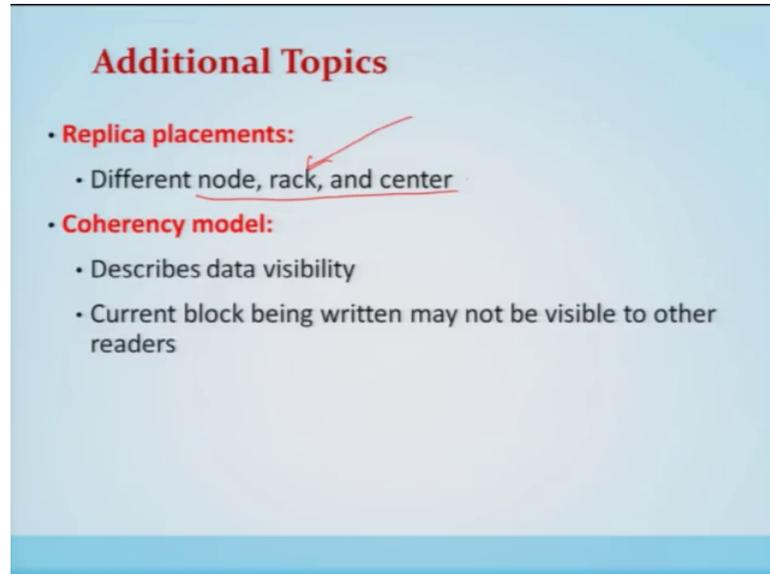 Additional Topics
• Replica placements:
• Different node, rack, and center
• Coherency model:
• Describes data visibility
• Current block being written may not be visible to other
readers